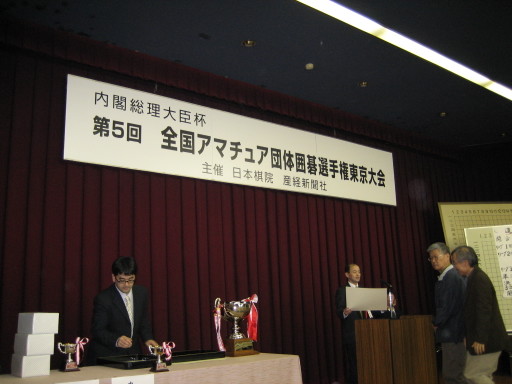 内閣総理大臣杯
第5回 全国アマチュア団体囲碁選手権東京大会
主催 日本棋院 産経新聞社